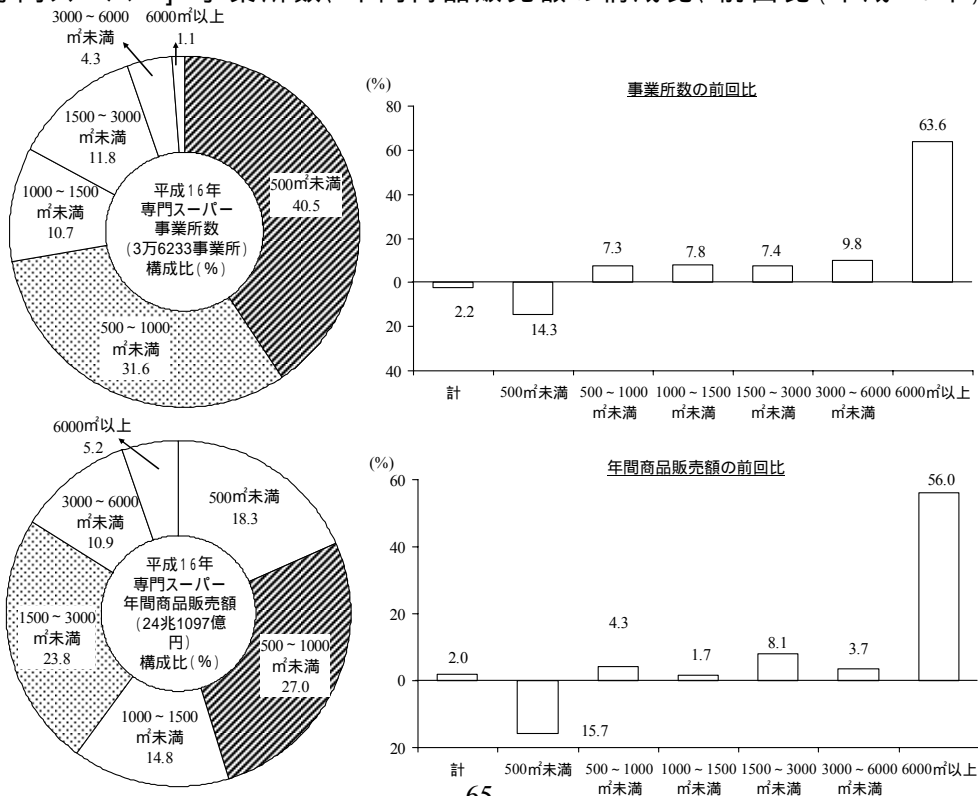 3000～6000
㎡未満
4.3
6000㎡以上
1.1
1500～3000
㎡未満
11.8
1000～1500
㎡未満
10.7
500㎡未満
40.5
平成16年
専門スーパー
事業所数
(3万6233事業所)
構成比(%)
500～1000
㎡未満
31.6
(%)
事業所数の前回比
80
60
40
20
0
20
40
2.2
14.3
7.3
7.8
7.4
9.8
63.6
計
500㎡未満
500～1000
㎡未満
1000～1500
㎡未満
1500～3000
㎡未満
3000～6000
㎡未満
6000㎡以上
6000㎡以上
5.2
3000～6000
㎡未満
10.9
500㎡未満
18.3
平成16年
専門スーパー
年間商品販売額
(24兆1097億
円)
構成比(%)
1500～3000
㎡未満
23.8
500～1000
㎡未満
27.0
1000～1500
㎡未満
14.8
(%)
年間商品販売額の前回比
60
40
20
0
20
2.0
15.7
4.3
1.7
8.1
3.7
56.0
計
500㎡未満
500～1000
㎡未満
1000～1500
㎡未満
1500～3000
㎡未満
3000～6000
㎡未満
6000㎡以上